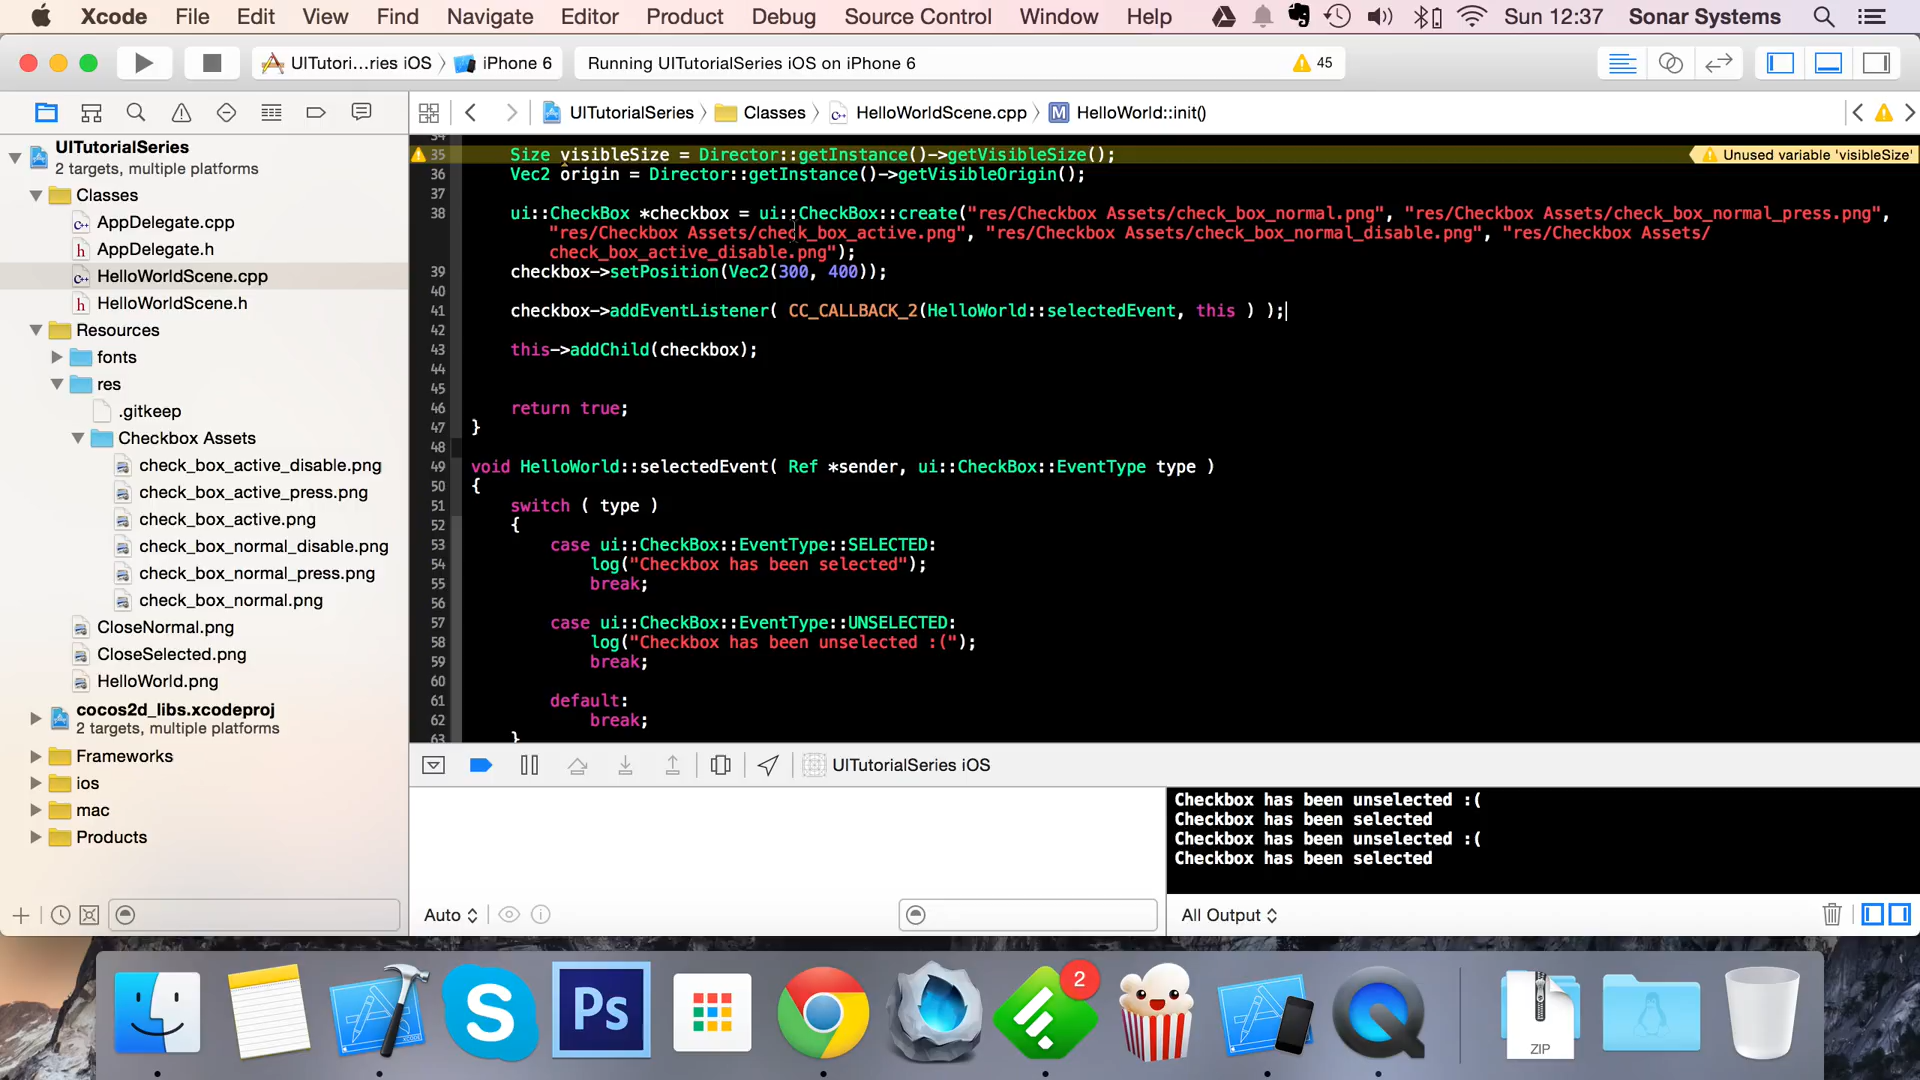 Xcode File Edit View Find Navigate Editor Product Debug Source Control Window Help Sun 12:37 Sonar Systems
UITutori...ries iOS iPhone 6 Running UITutorialSeries iOS on iPhone 6 45
UITutorialSeries Classes HelloWorldScene.cpp M HelloWorld::init()
UITutorialSeries
2 targets, multiple platforms
Classes
AppDelegate.cpp
AppDelegate.h
HelloWorldScene.cpp
HelloWorldScene.h
Resources
fonts
res
.gitkeep
Checkbox Assets
check_box_active_disable.png
check_box_active_press.png
check_box_active.png
check_box_normal_disable.png
check_box_normal_press.png
check_box_normal.png
CloseNormal.png
CloseSelected.png
HelloWorld.png
cocos2d_libs.xcodeproj
2 targets, multiple platforms
Frameworks
ios
mac
Products
34
35 Size visibleSize = Director::getInstance()->getVisibleSize(); Unused variable 'visibleSize'
36 Vec2 origin = Director::getInstance()->getVisibleOrigin();
37
38 ui::CheckBox *checkbox = ui::CheckBox::create("res/Checkbox Assets/check_box_normal.png", "res/Checkbox Assets/check_box_normal_press.png",
"res/Checkbox Assets/check_box_active.png", "res/Checkbox Assets/check_box_normal_disable.png", "res/Checkbox Assets/
check_box_active_disable.png");
39 checkbox->setPosition(Vec2(300, 400));
40
41 checkbox->addEventListener( CC_CALLBACK_2(HelloWorld::selectedEvent, this ) );
42
43 this->addChild(checkbox);
44
45
46 return true;
47 }
48
49 void HelloWorld::selectedEvent( Ref *sender, ui::CheckBox::EventType type )
50 {
51 switch ( type )
52 {
53 case ui::CheckBox::EventType::SELECTED:
54 log("Checkbox has been selected");
55 break;
56
57 case ui::CheckBox::EventType::UNSELECTED:
58 log("Checkbox has been unselected :(");
59 break;
60
61 default:
62 break;
63 }
UITutorialSeries iOS
Checkbox has been unselected :(
Checkbox has been selected
Checkbox has been unselected :(
Checkbox has been selected
Auto All Output
Ps 2 ZIP